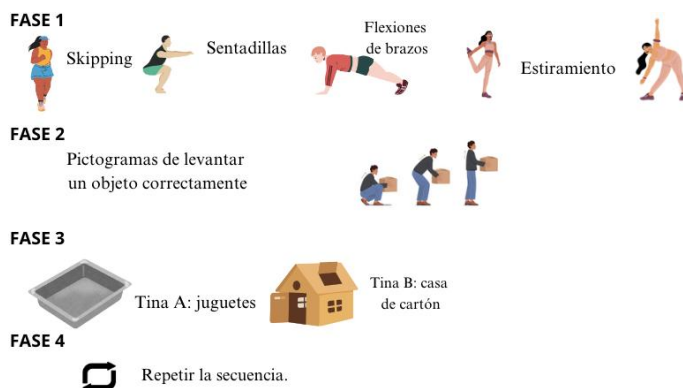 FASE 1
Skipping
Sentadillas
Flexiones
de brazos
Estiramiento
FASE 2
Pictogramas de levantar
un objeto correctamente
FASE 3
Tina A: juguetes
Tina B: casa
de cartón
FASE 4
Repetir la secuencia.